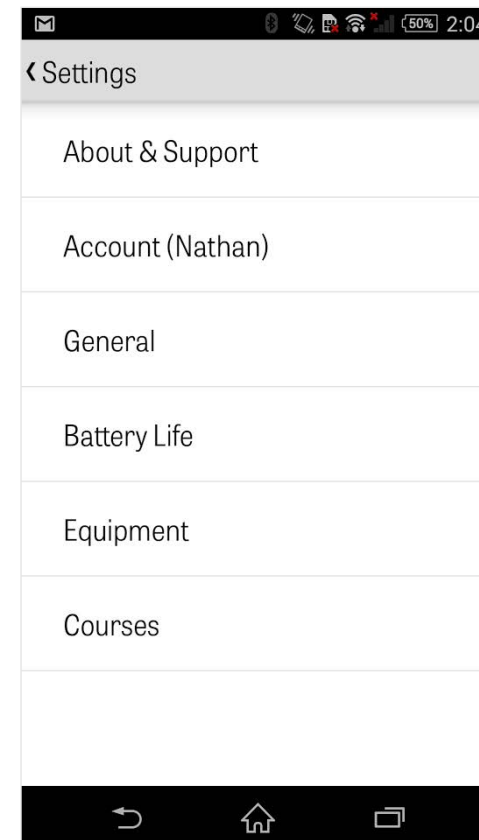 50% 2:04
Settings
About & Support
Account (Nathan)
General
Battery Life
Equipment
Courses